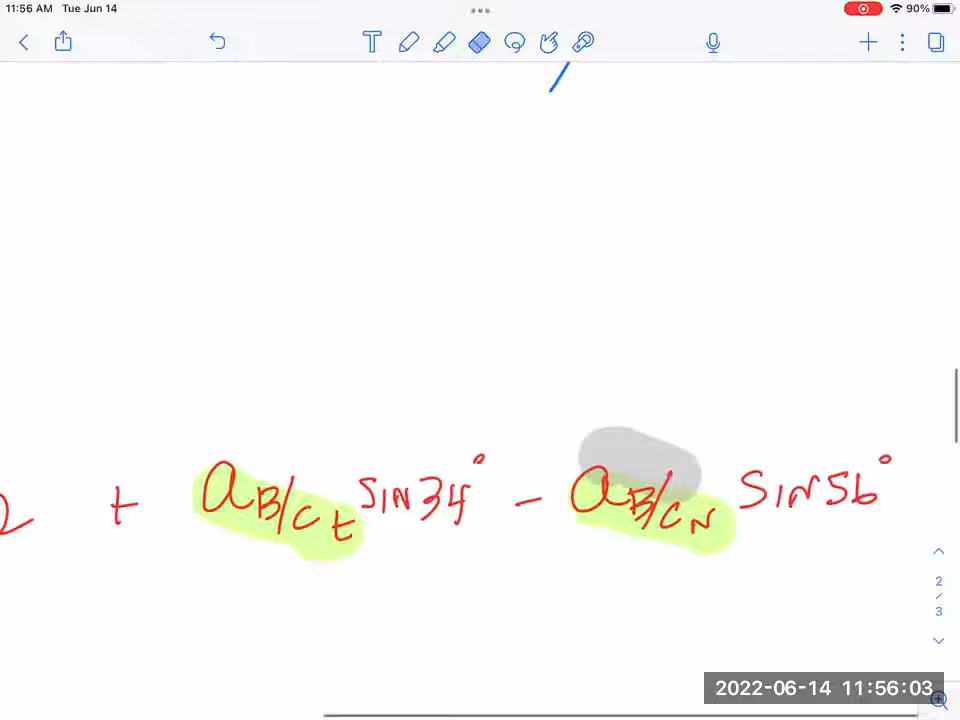 11:56 AM Tue Jun 14
90%
+ aB/Ct SIN34° - aB/CN SIN56°
2
/
3
2022-06-14 11:56:03